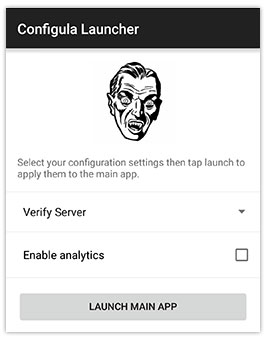 Configula Launcher
Select your configuration settings then tap launch to
apply them to the main app.
Verify Server
Enable analytics
LAUNCH MAIN APP